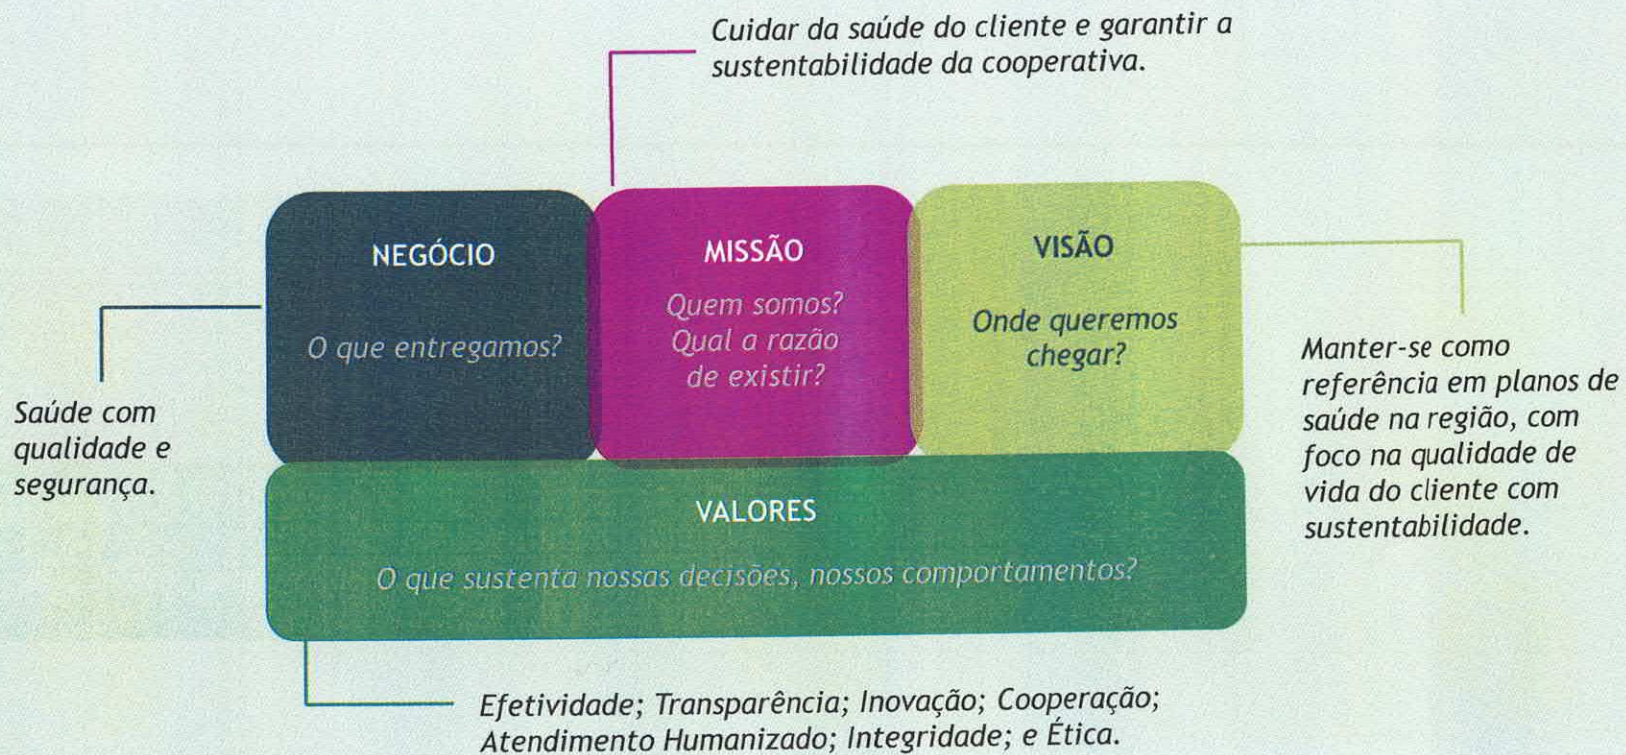 Cuidar da saúde do cliente e garantir a
sustentabilidade da cooperativa.
NEGÓCIO
O que entregamos?
MISSÃO
Quem somos?
Qual a razão
de existir?
VISÃO
Onde queremos
chegar?
Saúde com
qualidade e
segurança.
Manter-se como
referência em planos de
saúde na região, com
foco na qualidade de
vida do cliente com
sustentabilidade.
VALORES
O que sustenta nossas decisões, nossos comportamentos?
Efetividade; Transparência; Inovação; Cooperação;
Atendimento Humanizado; Integridade; e Ética.